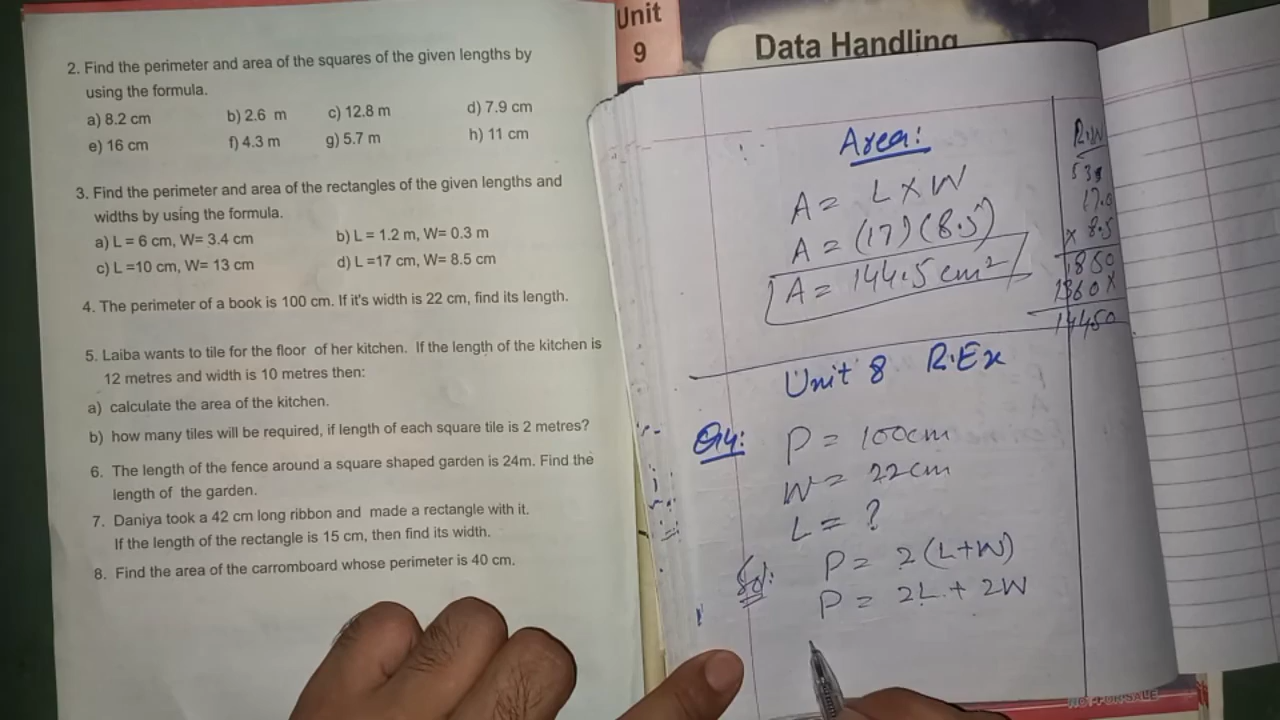 2. Find the perimeter and area of the squares of the given lengths by
using the formula.
a) 8.2 cm b) 2.6 m c) 12.8 m d) 7.9 cm
e) 16 cm f) 4.3 m g) 5.7 m h) 11 cm
3. Find the perimeter and area of the rectangles of the given lengths and
widths by using the formula.
a) L = 6 cm, W= 3.4 cm b) L = 1.2 m, W= 0.3 m
c) L =10 cm, W= 13 cm d) L =17 cm, W= 8.5 cm
4. The perimeter of a book is 100 cm. If it's width is 22 cm, find its length.
5. Laiba wants to tile for the floor of her kitchen. If the length of the kitchen is
12 metres and width is 10 metres then:
a) calculate the area of the kitchen.
b) how many tiles will be required, if length of each square tile is 2 metres?
6. The length of the fence around a square shaped garden is 24m. Find the
length of the garden.
7. Daniya took a 42 cm long ribbon and made a rectangle with it.
If the length of the rectangle is 15 cm, then find its width.
8. Find the area of the carromboard whose perimeter is 40 cm.
Unit
9
Data Handling
Area:
A = L X W
A = (17) (8.5)
A = 144.5 cm²
R.W
17.0
x 8.5
1850
1360x
14450
Unit 8 R.Ex
Q4: P = 100cm
W = 22cm
L = ?
Sol: P = 2(L+W)
P = 2L + 2W
NOT FOR SALE